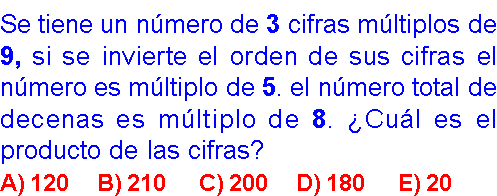 Se tiene un número de 3 cifras múltiplos de
9, si se invierte el orden de sus cifras el
número es múltiplo de 5. el número total de
decenas es múltiplo de 8. ¿Cuál es el
producto de las cifras?
A) 120 B) 210 C) 200 D) 180 E) 20